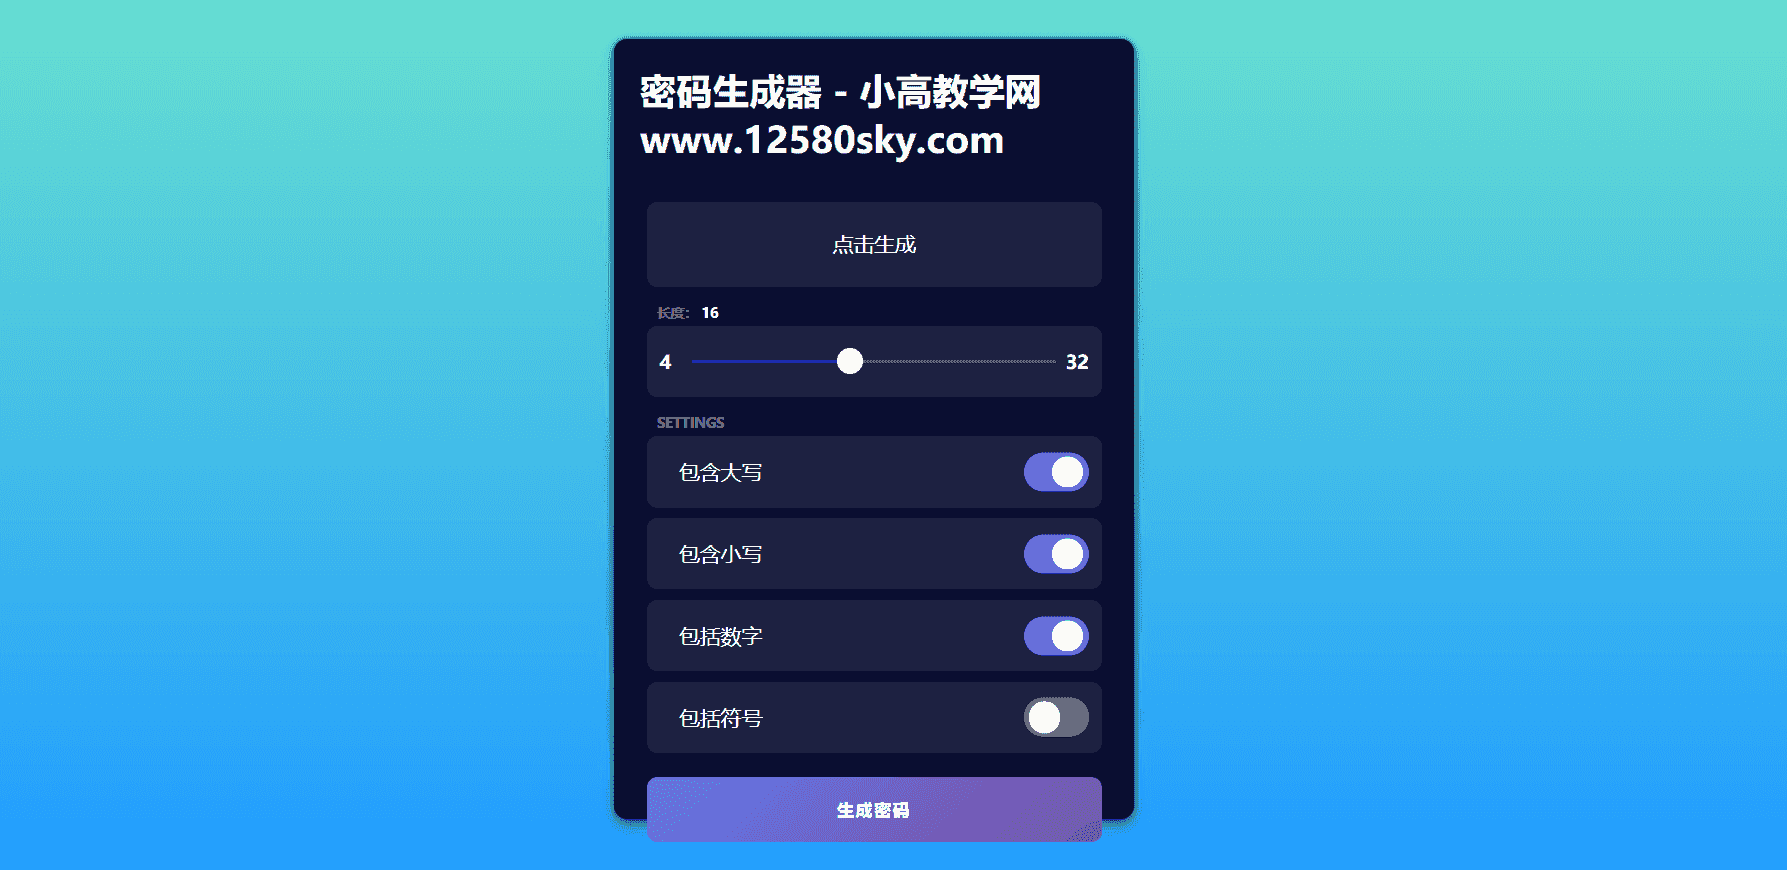 密码生成器 - 小高教学网
www.12580sky.com
点击生成
长度： 16
4 32
SETTINGS
包含大写
包含小写
包括数字
包括符号
生成密码